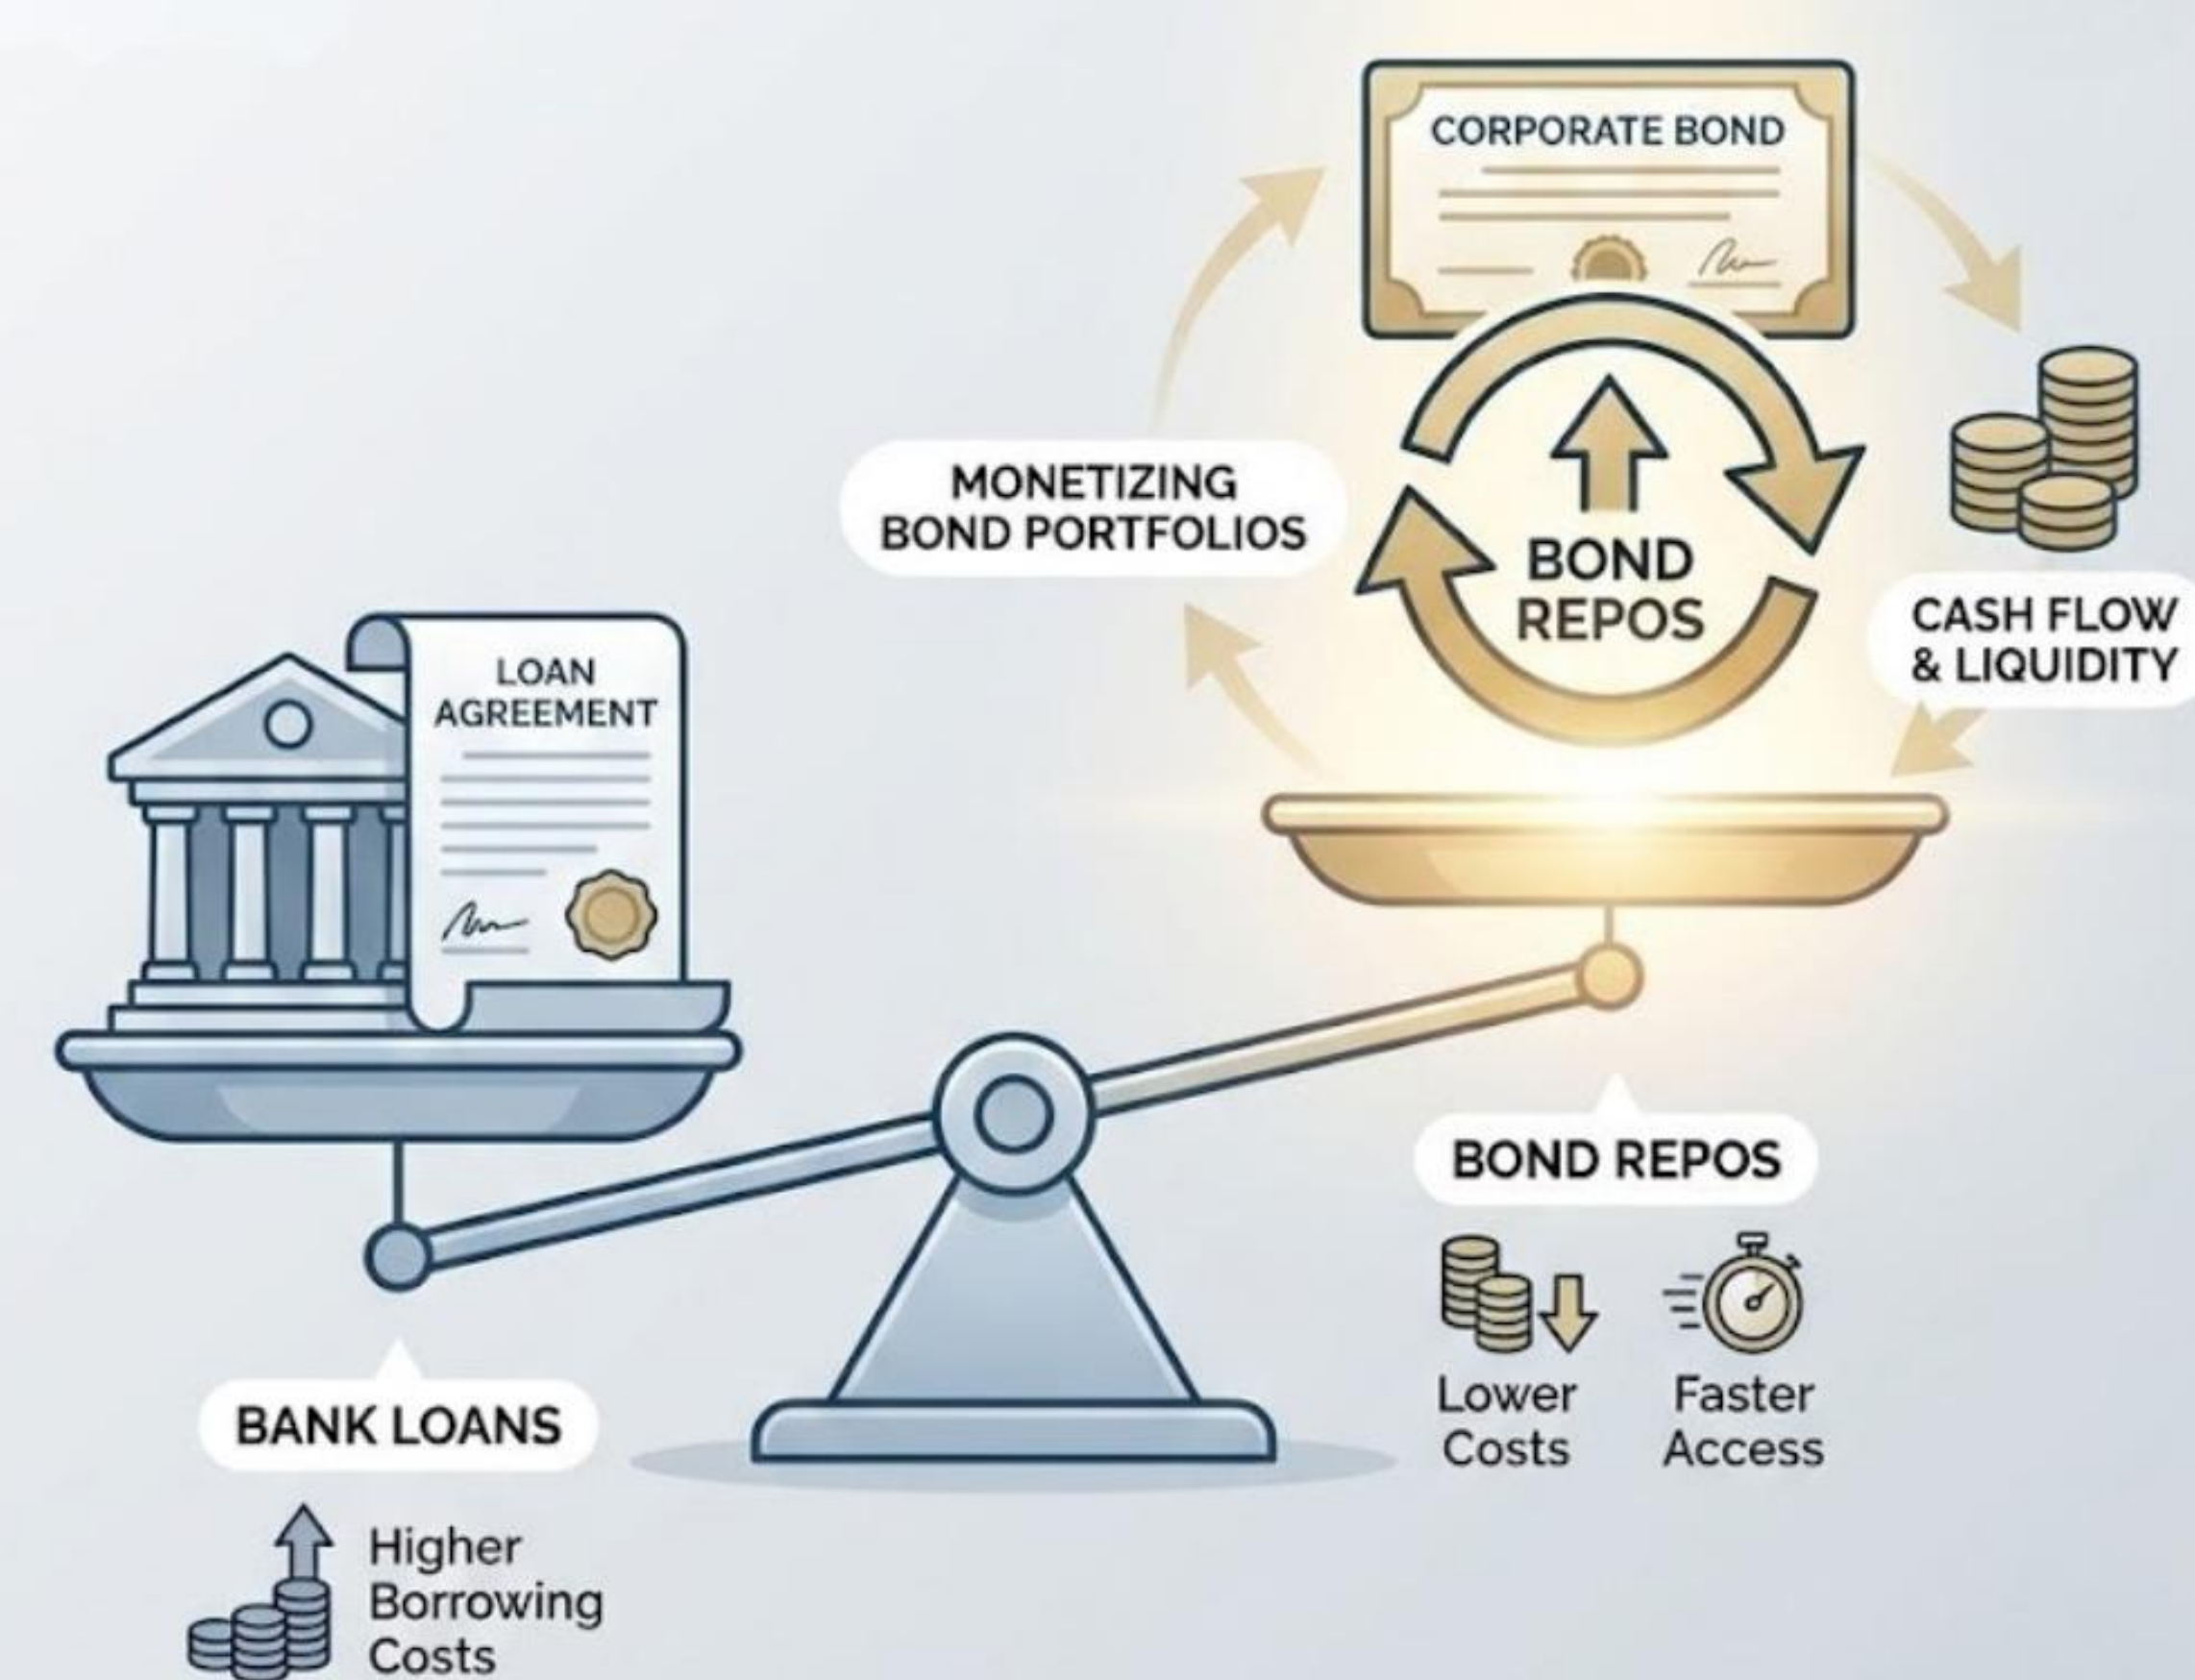 CORPORATE BOND
MONETIZING
BOND PORTFOLIOS
BOND
REPOS
CASH FLOW
& LIQUIDITY
LOAN
AGREEMENT
BOND REPOS
Lower
Costs
Faster
Access
BANK LOANS
Higher
Borrowing
Costs